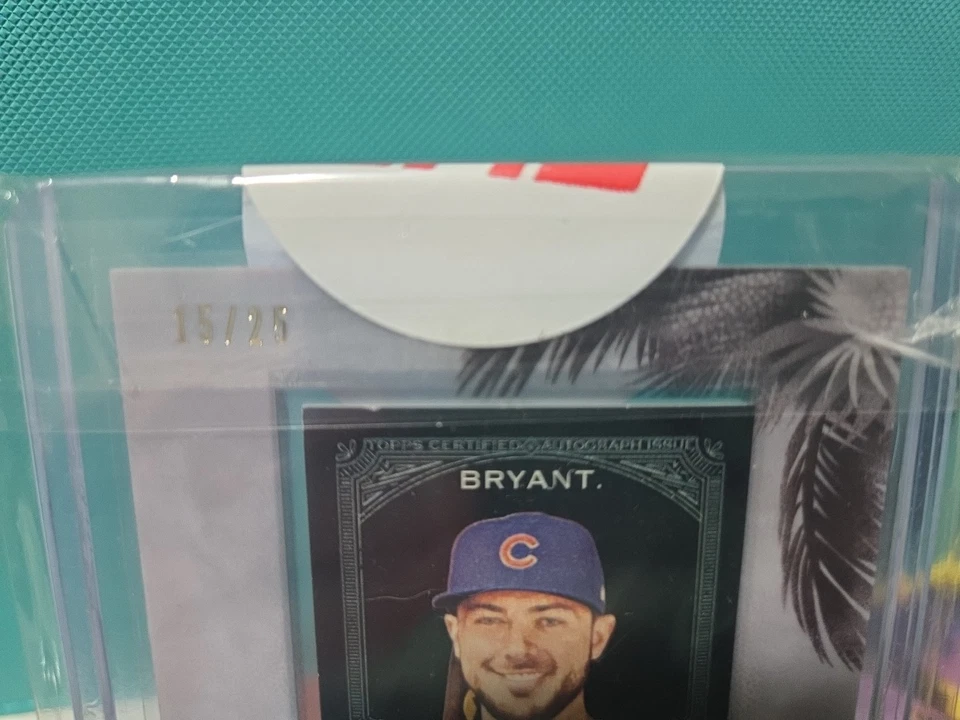 15/25
TOPPS CERTIFIED AUTOGRAPH ISSUE
BRYANT.
C